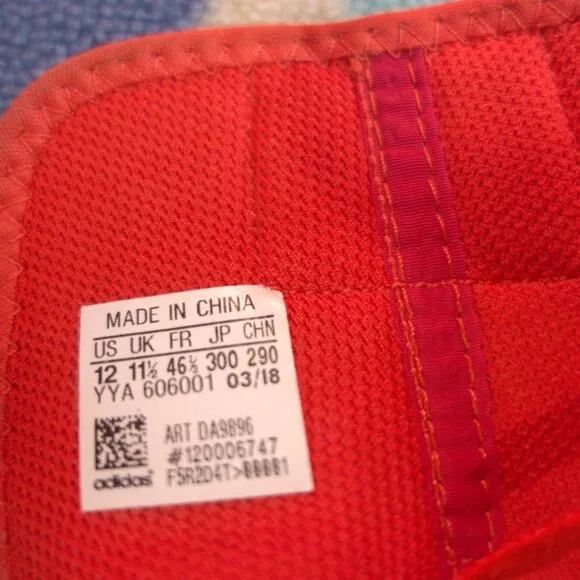 MADE IN CHINA
US UK FR JP CHN
12 11½ 46⅔ 300 290
YYA 606001 03/18
ART DA9896
#120006747
F5R2D4T>BBBB1
adidas